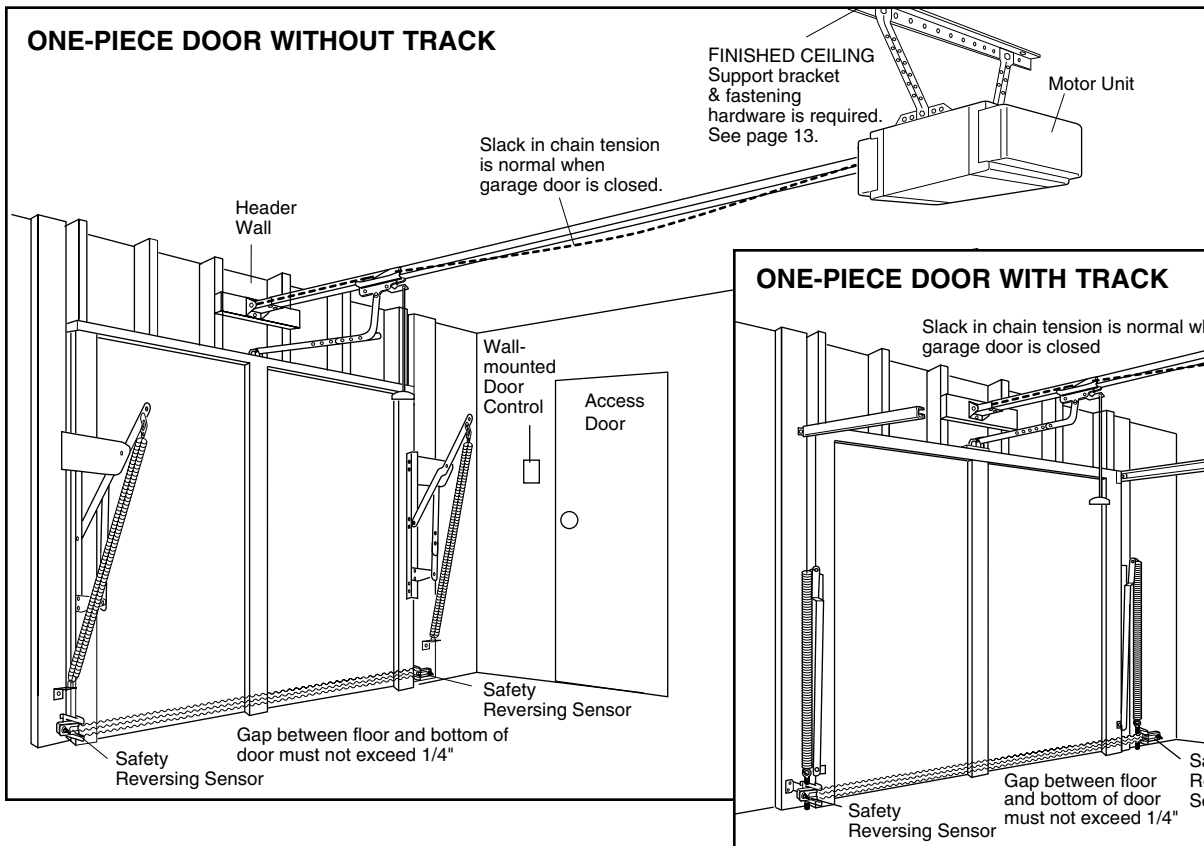 ONE-PIECE DOOR WITHOUT TRACK
FINISHED CEILING
Support bracket
& fastening
hardware is required.
See page 13.
Motor Unit
Slack in chain tension
is normal when
garage door is closed.
Header
Wall
Wall-
mounted
Door
Control
Access
Door
Safety
Reversing Sensor
Gap between floor and bottom of
door must not exceed 1/4"
Safety
Reversing Sensor
ONE-PIECE DOOR WITH TRACK
Slack in chain tension is normal
garage door is closed
Gap between floor
and bottom of door
must not exceed 1/4"
Safety
Reversing Sensor